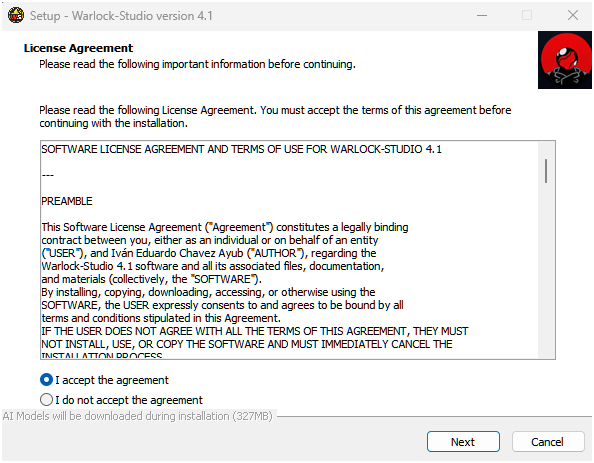 Setup - Warlock-Studio version 4.1
License Agreement
Please read the following important information before continuing.
Please read the following License Agreement. You must accept the terms of this agreement before
continuing with the installation.
SOFTWARE LICENSE AGREEMENT AND TERMS OF USE FOR WARLOCK-STUDIO 4.1
---
PREAMBLE
This Software License Agreement ("Agreement") constitutes a legally binding
contract between you, either as an individual or on behalf of an entity
("USER"), and Iván Eduardo Chavez Ayub ("AUTHOR"), regarding the
Warlock-Studio 4.1 software and all its associated files, documentation,
and materials (collectively, the "SOFTWARE").
By installing, copying, downloading, accessing, or otherwise using the
SOFTWARE, the USER expressly consents to and agrees to be bound by all
terms and conditions stipulated in this Agreement.
IF THE USER DOES NOT AGREE WITH ALL THE TERMS OF THIS AGREEMENT, THEY MUST
NOT INSTALL, USE, OR COPY THE SOFTWARE AND MUST IMMEDIATELY CANCEL THE
INSTALLATION PROCESS
I accept the agreement
I do not accept the agreement
AI Models will be downloaded during installation (327MB)
Next
Cancel